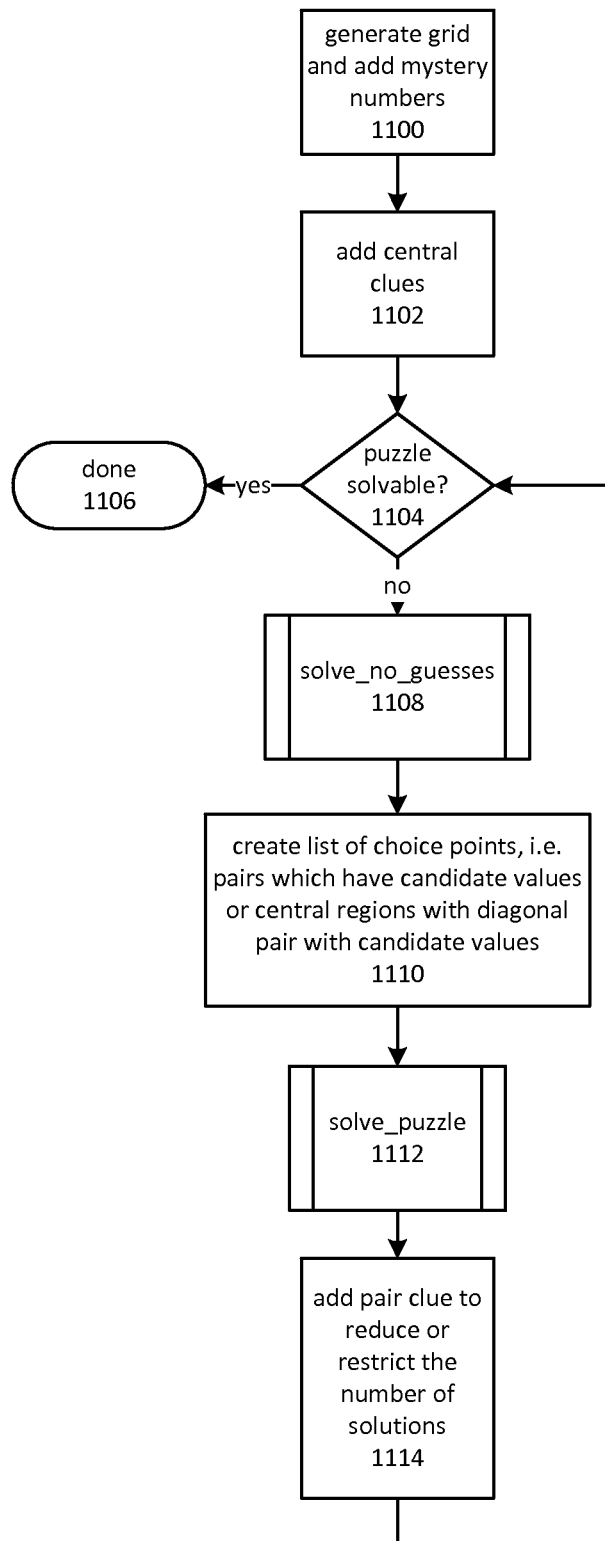 generate grid
and add mystery
numbers
1100
add central
clues
1102
puzzle
solvable?
1104
yes
done
1106
no
solve_no_guesses
1108
create list of choice points, i.e.
pairs which have candidate values
or central regions with diagonal
pair with candidate values
1110
solve_puzzle
1112
add pair clue to
reduce or
restrict the
number of
solutions
1114